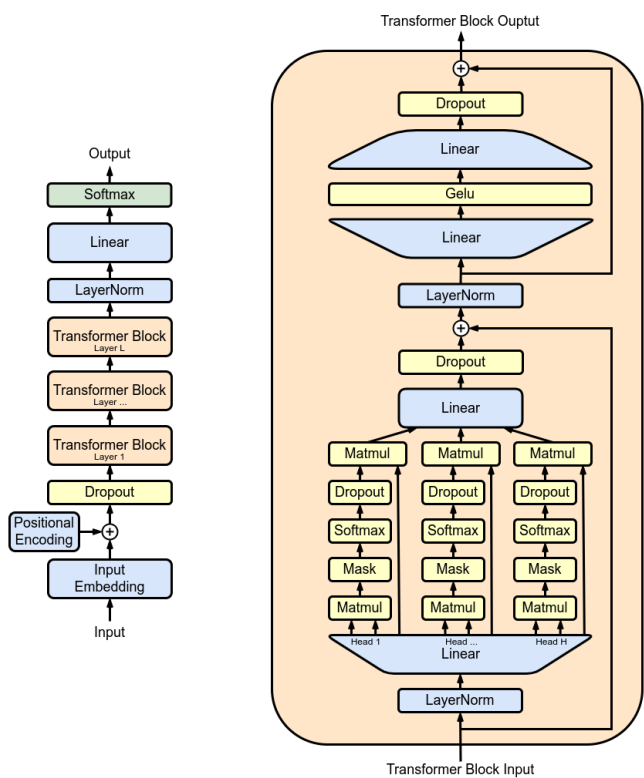 Output
Softmax
Linear
LayerNorm
Transformer Block
Layer L
Transformer Block
Layer ...
Transformer Block
Layer 1
Dropout
Positional
Encoding
Input
Embedding
Input
Transformer Block Ouptut
Dropout
Linear
Gelu
Linear
LayerNorm
Dropout
Linear
Matmul Matmul Matmul
Dropout Dropout Dropout
Softmax Softmax Softmax
Mask Mask Mask
Matmul Matmul Matmul
Head 1 Head ... Head H
Linear
LayerNorm
Transformer Block Input